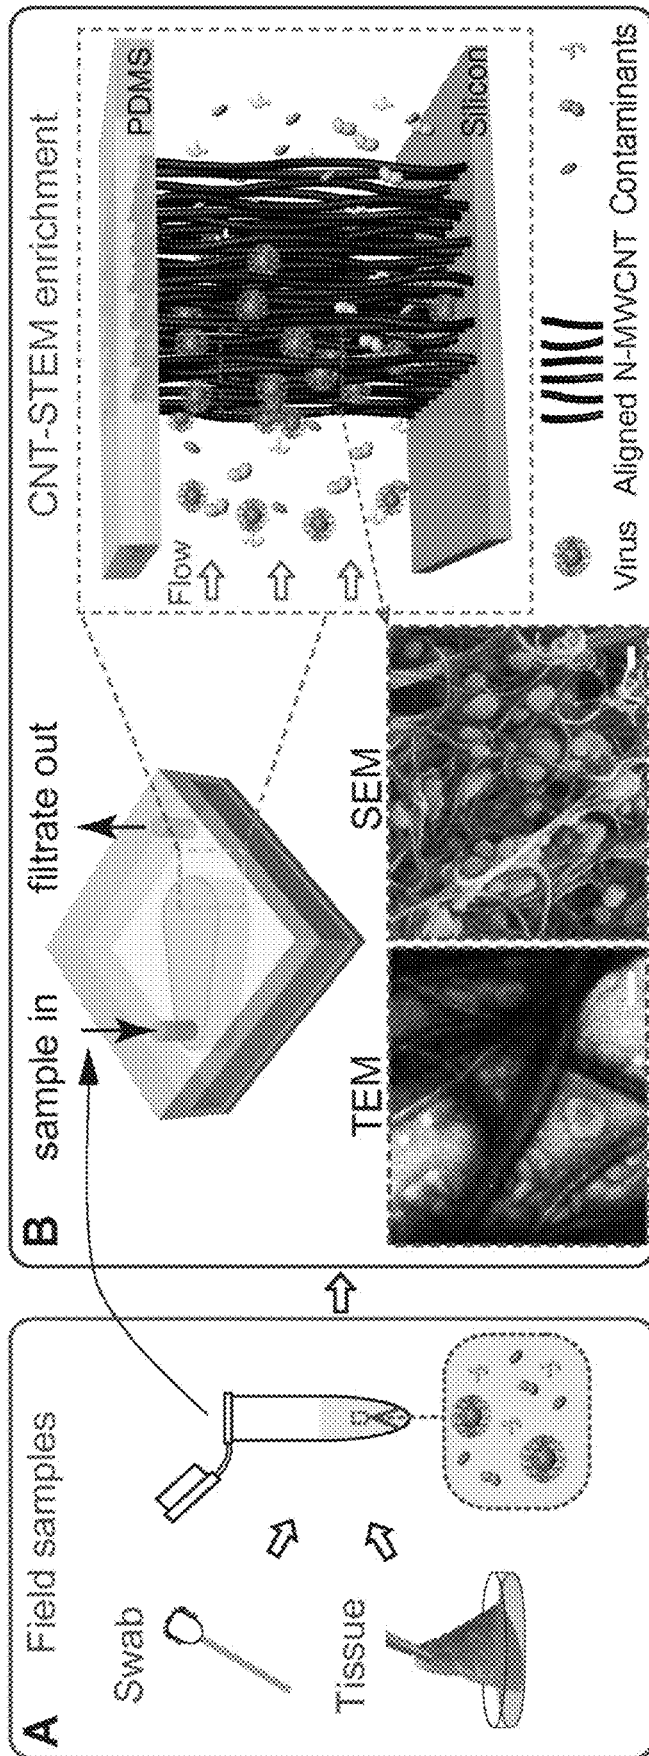 A Field samples
Swab
Tissue
B sample in filtrate out
TEM
SEM
CNT-STEM enrichment
PDMS
Flow
Silicon
Virus Aligned N-MWCNT Contaminants